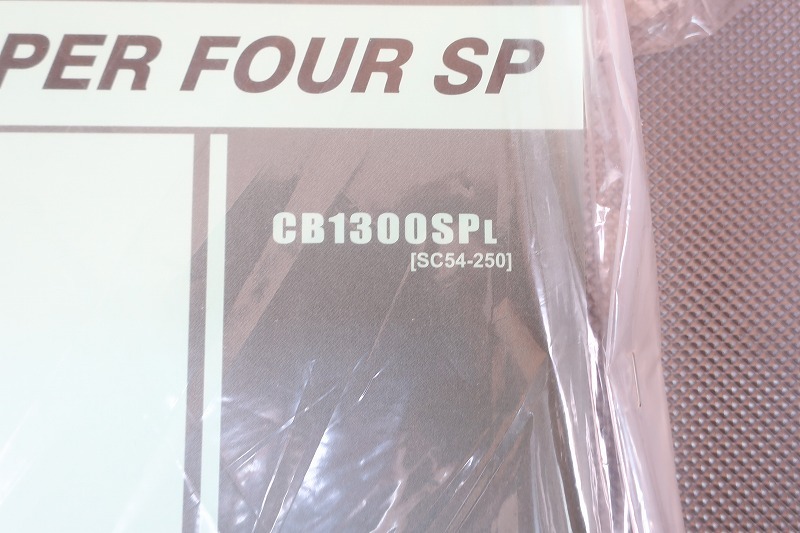 PER FOUR SP
CB1300SPL
[SC54-250]